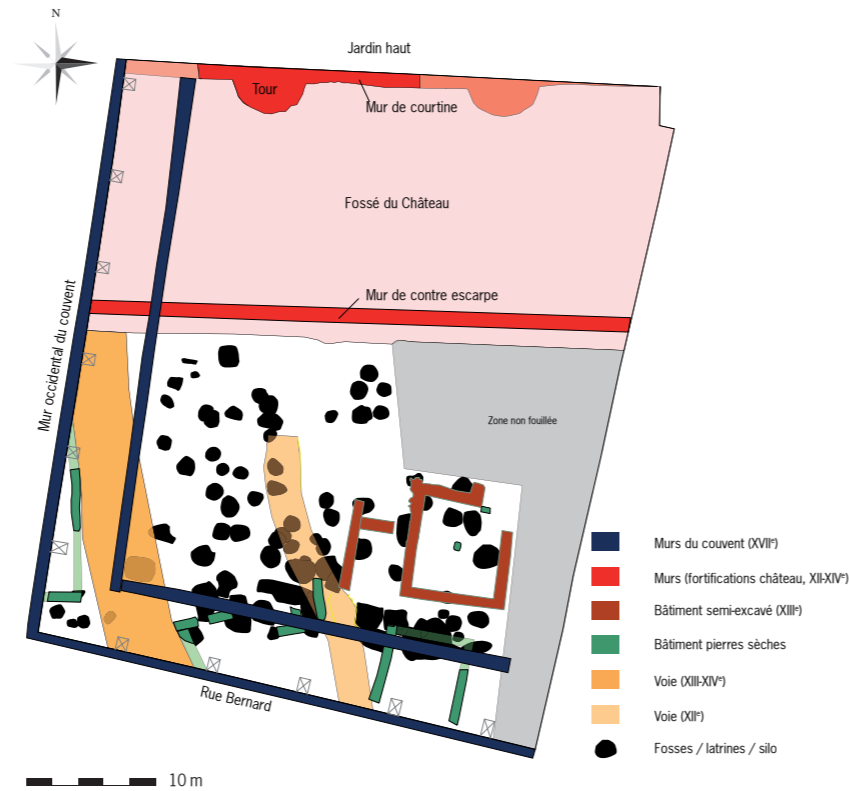 N
Jardin haut
Tour
Mur de courtine
Fossé du Château
Mur de contre escarpe
Mur occidental du couvent
Zone non fouillée
Rue Bernard
Murs du couvent (XVIIᵉ)
Murs (fortifications château, XII-XIVᵉ)
Bâtiment semi-excavé (XIIIᵉ)
Bâtiment pierres sèches
Voie (XIII-XIVᵉ)
Voie (XIIᵉ)
Fosses / latrines / silo
10 m